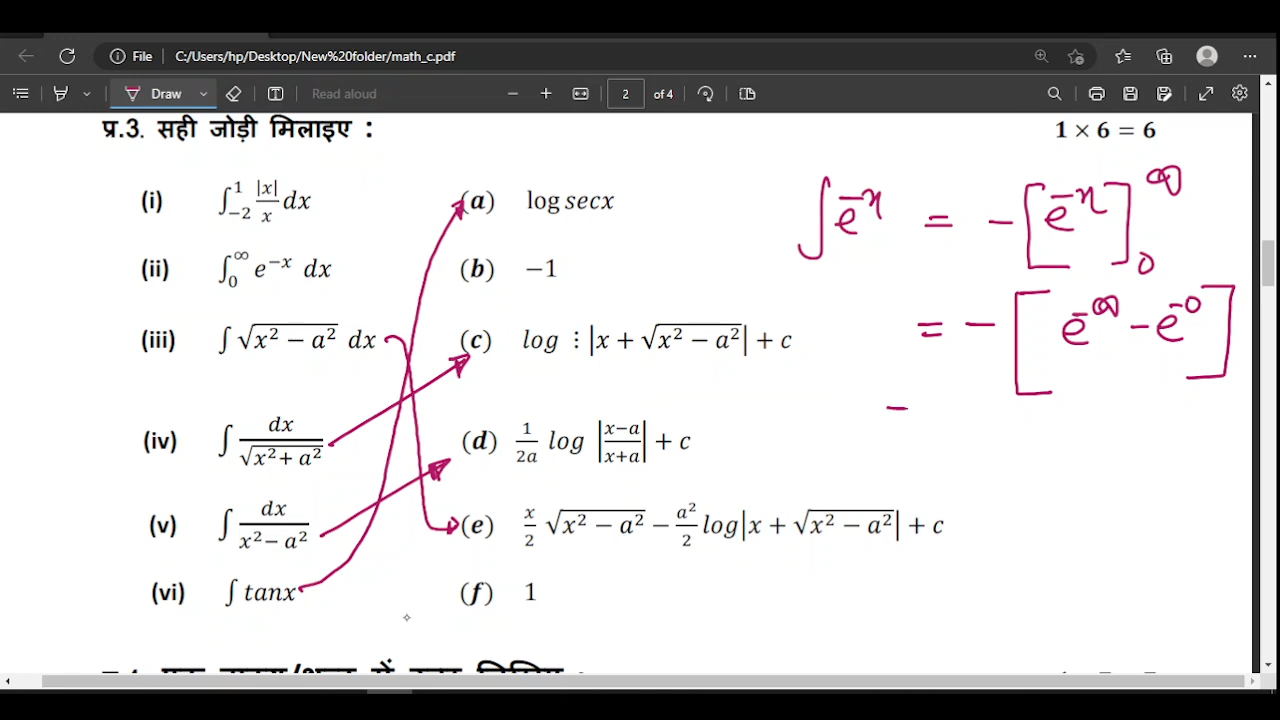 File C:/Users/hp/Desktop/New%20folder/math_c.pdf
Draw Read aloud 2 of 4
प्र.3. सही जोड़ी मिलाइए : 1 × 6 = 6
(i) ∫₋₂¹ |x|/x dx (a) log secx
(ii) ∫₀^∞ e^−x dx (b) −1
(iii) ∫ √(x² − a²) dx (c) log ⋮|x + √(x² − a²)| + c
(iv) ∫ dx/√(x² + a²) (d) 1/2a log |x−a/x+a| + c
(v) ∫ dx/x² − a² (e) x/2 √(x² − a²) − a²/2 log|x + √(x² − a²)| + c
(vi) ∫ tanx (f) 1
∫ e^−x = −[e^−x]₀^∞
= −[e^−∞ − e^−0]